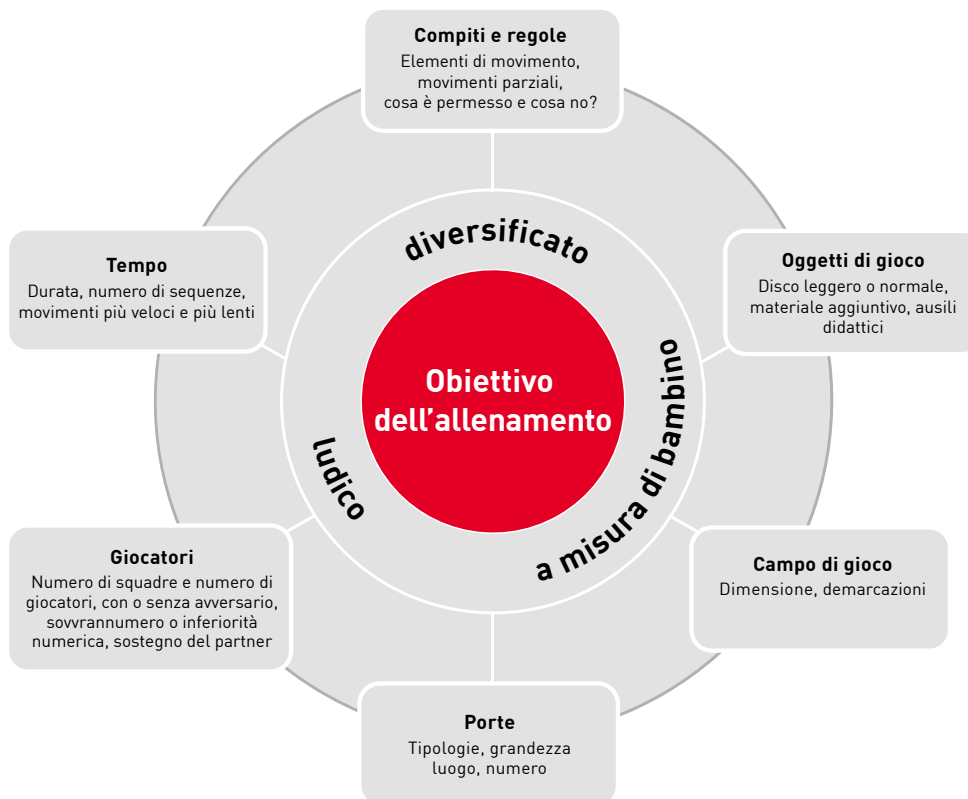 Compiti e regole
Elementi di movimento,
movimenti parziali,
cosa è permesso e cosa no?
Tempo
Durata, numero di sequenze,
movimenti più veloci e più lenti
Oggetti di gioco
Disco leggero o normale,
materiale aggiuntivo, ausili
didattici
diversificato
a misura di bambino
ludico
Obiettivo
dell’allenamento
Giocatori
Numero di squadre e numero di
giocatori, con o senza avversario,
sovvrannumero o inferiorità
numerica, sostegno del partner
Campo di gioco
Dimensione, demarcazioni
Porte
Tipologie, grandezza
luogo, numero